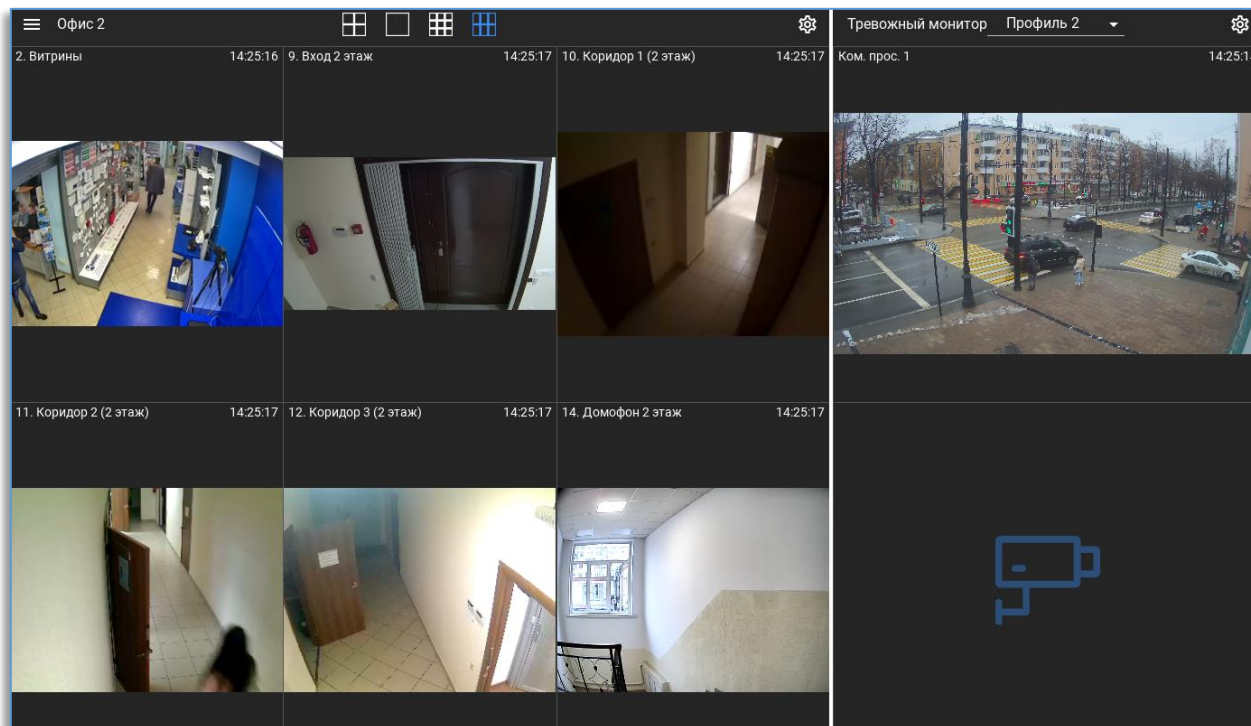 Офис 2
2. Витрины 14:25:16
9. Вход 2 этаж 14:25:17
10. Коридор 1 (2 этаж) 14:25:17
11. Коридор 2 (2 этаж) 14:25:17
12. Коридор 3 (2 этаж) 14:25:17
14. Домофон 2 этаж 14:25:17
Тревожный монитор Профиль 2
Ком. прос. 1